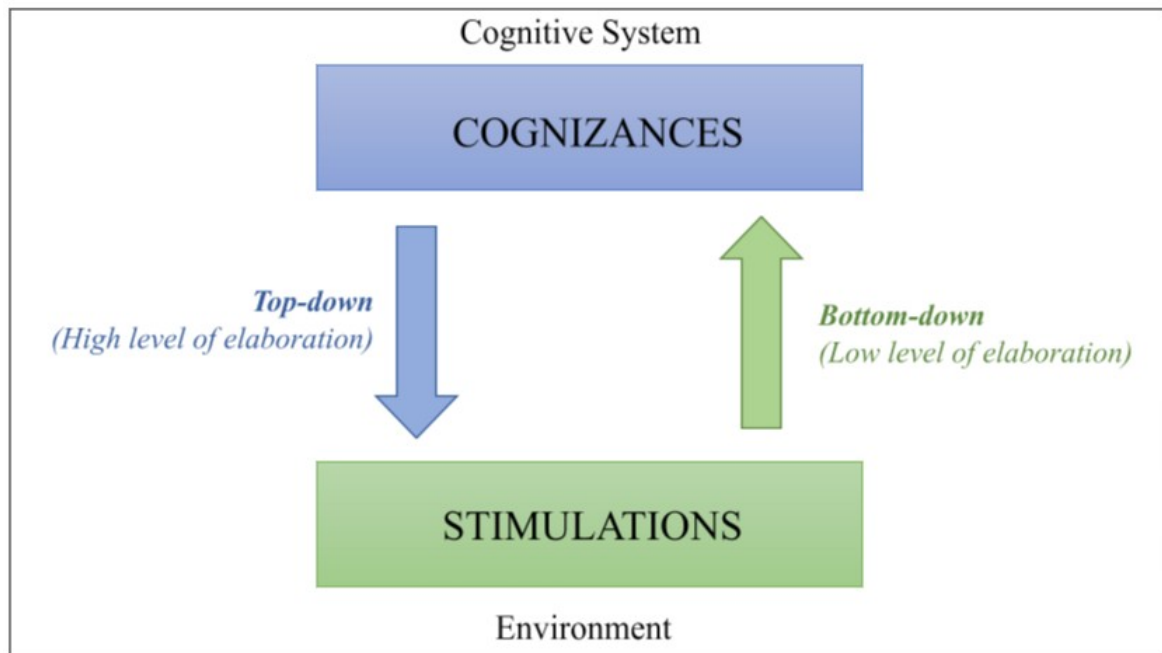 Cognitive System
COGNIZANCES
Top-down
(High level of elaboration)
Bottom-down
(Low level of elaboration)
STIMULATIONS
Environment